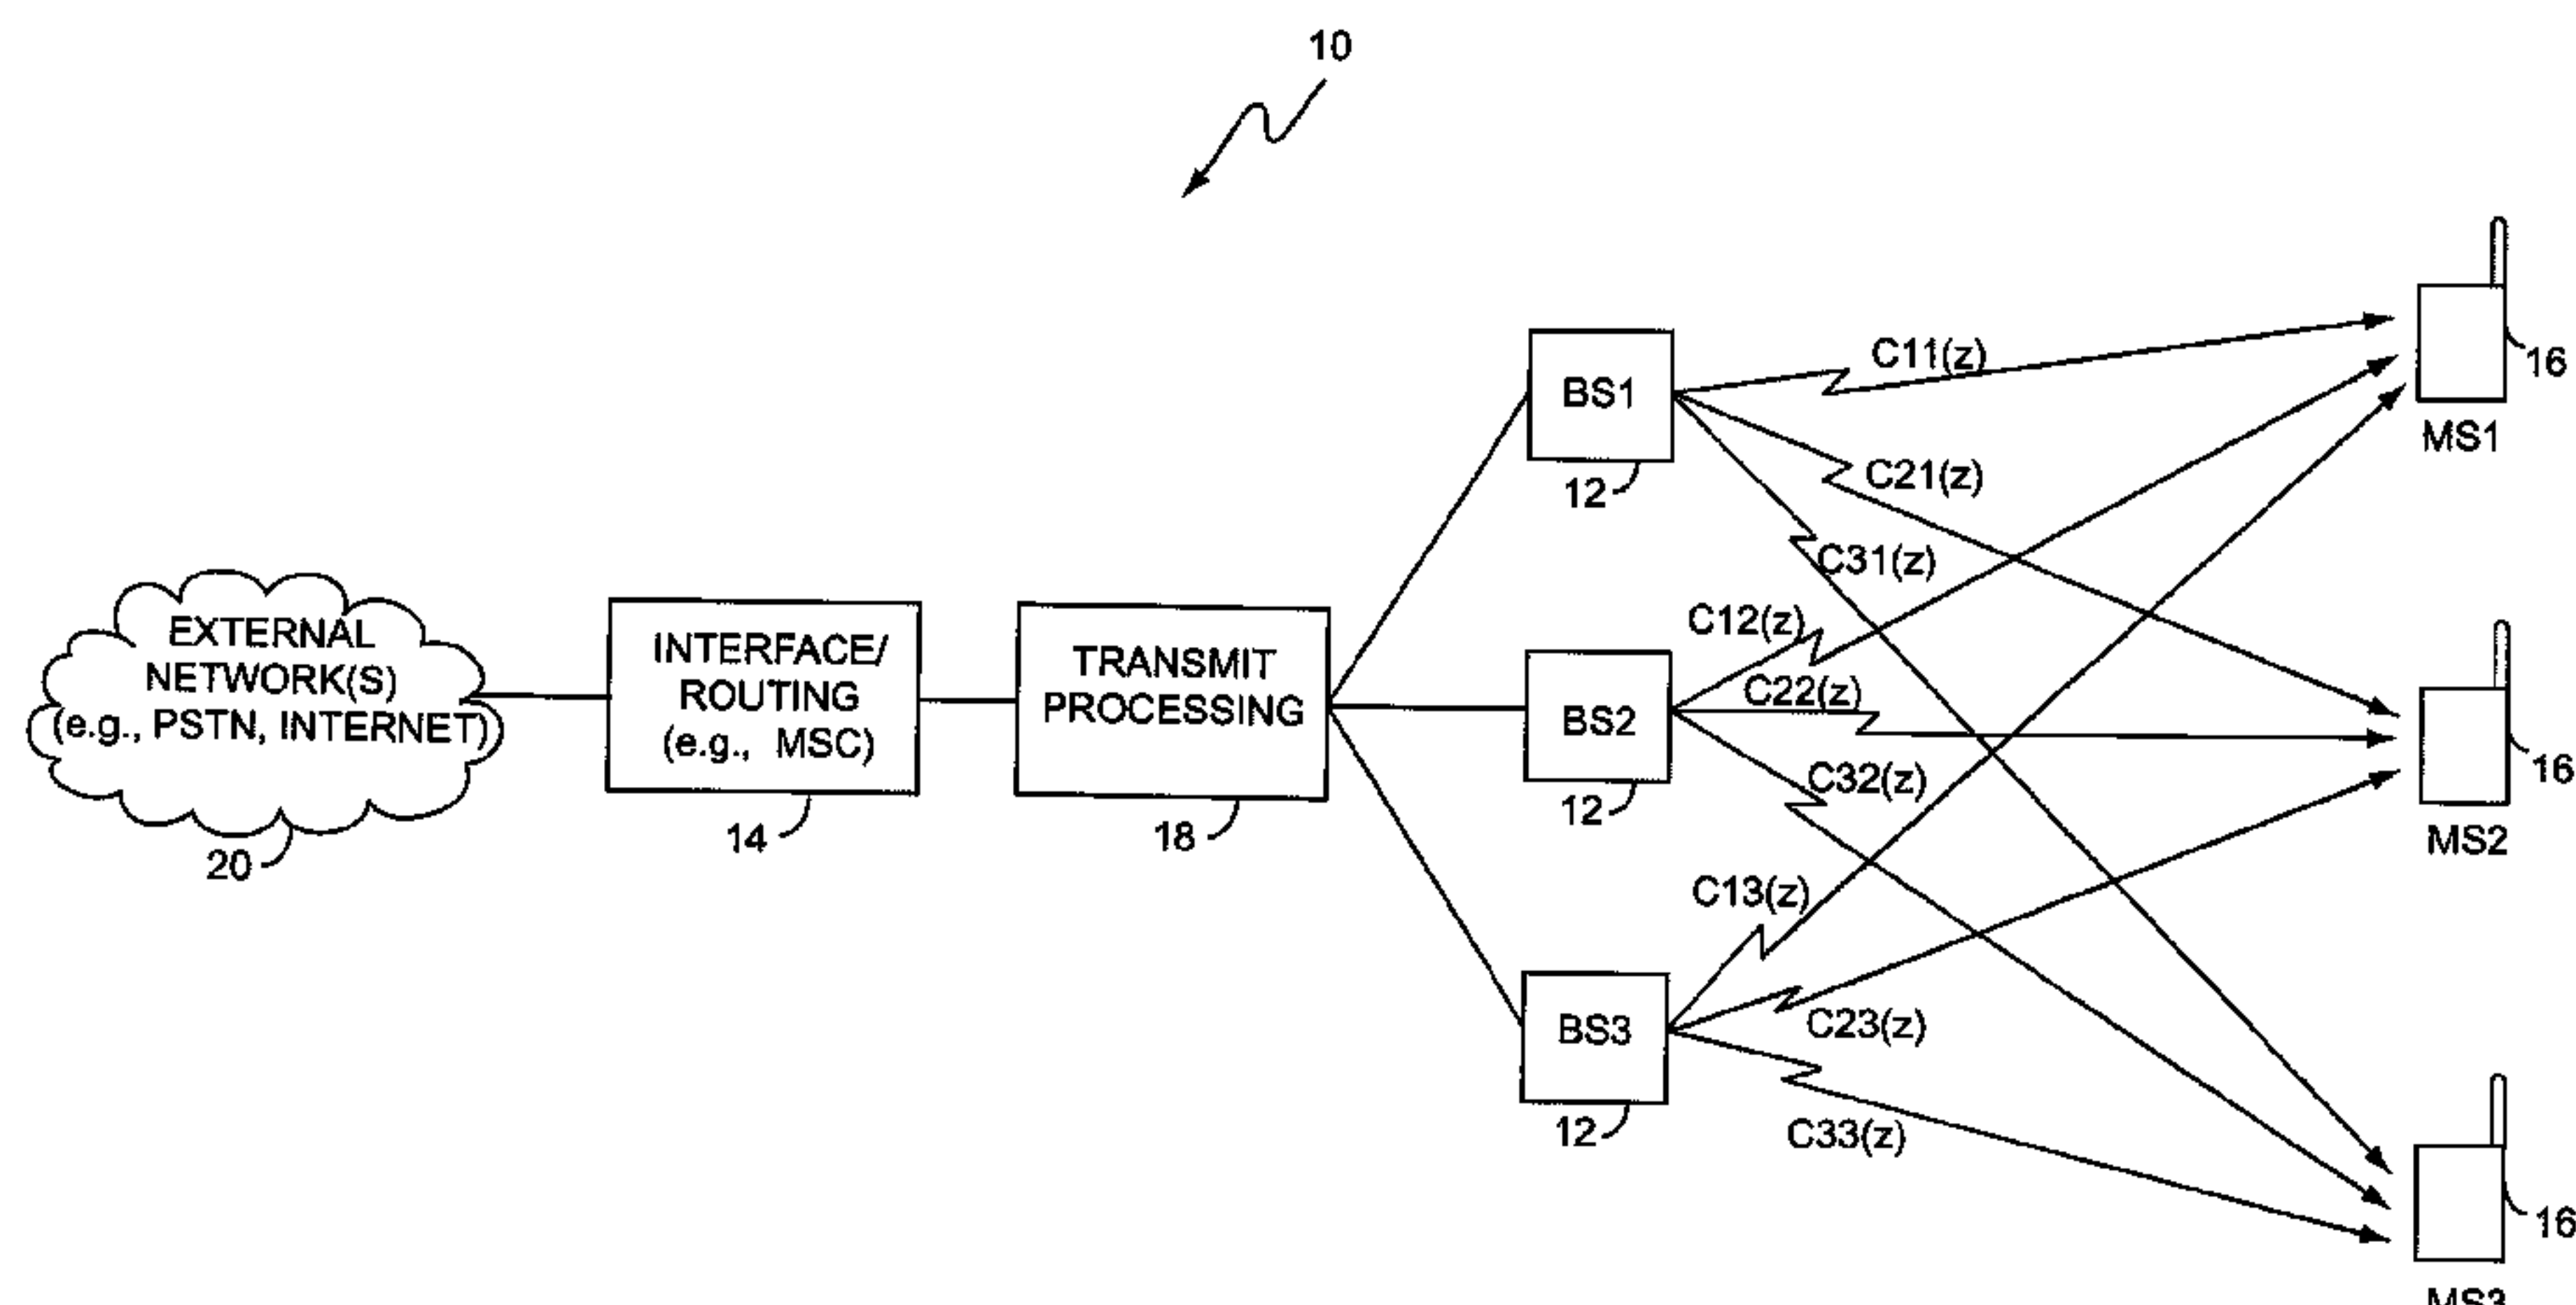 10
EXTERNAL
NETWORK(S)
(e.g., PSTN, INTERNET)
20
INTERFACE/
ROUTING
(e.g., MSC)
14
TRANSMIT
PROCESSING
18
BS1
12
BS2
12
BS3
12
C11(z)
C21(z)
C31(z)
C12(z)
C22(z)
C32(z)
C13(z)
C23(z)
C33(z)
16
MS1
16
MS2
16
MS3